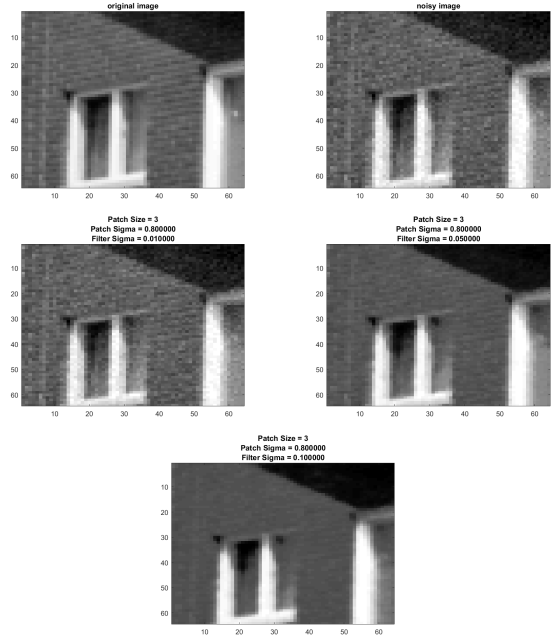 original image
10
20
30
40
50
60
10 20 30 40 50 60
noisy image
10
20
30
40
50
60
10 20 30 40 50 60
Patch Size = 3
Patch Sigma = 0.800000
Filter Sigma = 0.010000
10
20
30
40
50
60
10 20 30 40 50 60
Patch Size = 3
Patch Sigma = 0.800000
Filter Sigma = 0.050000
10
20
30
40
50
60
10 20 30 40 50 60
Patch Size = 3
Patch Sigma = 0.800000
Filter Sigma = 0.100000
10
20
30
40
50
60
10 20 30 40 50 60